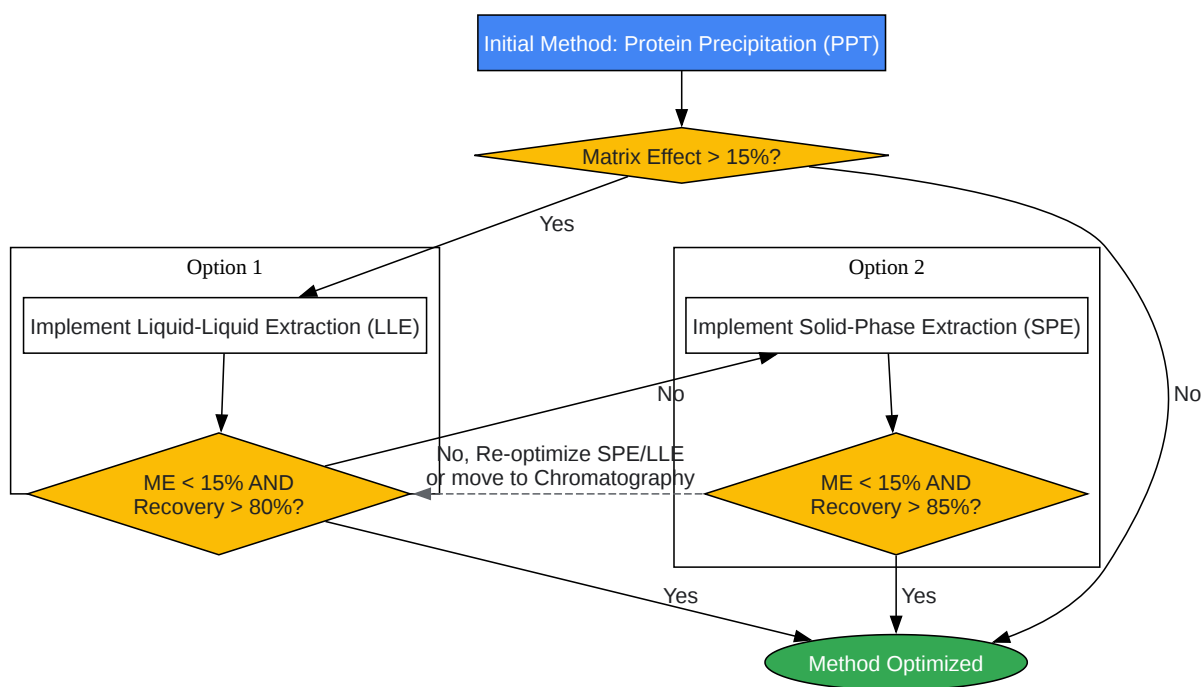 Initial Method: Protein Precipitation (PPT)
Matrix Effect > 15%?
Yes
Option 1
Option 2
Implement Liquid-Liquid Extraction (LLE)
Implement Solid-Phase Extraction (SPE)
No
No
No, Re-optimize SPE/LLE
or move to Chromatography
ME < 15% AND
Recovery > 80%?
ME < 15% AND
Recovery > 85%?
Yes
Yes
Method Optimized